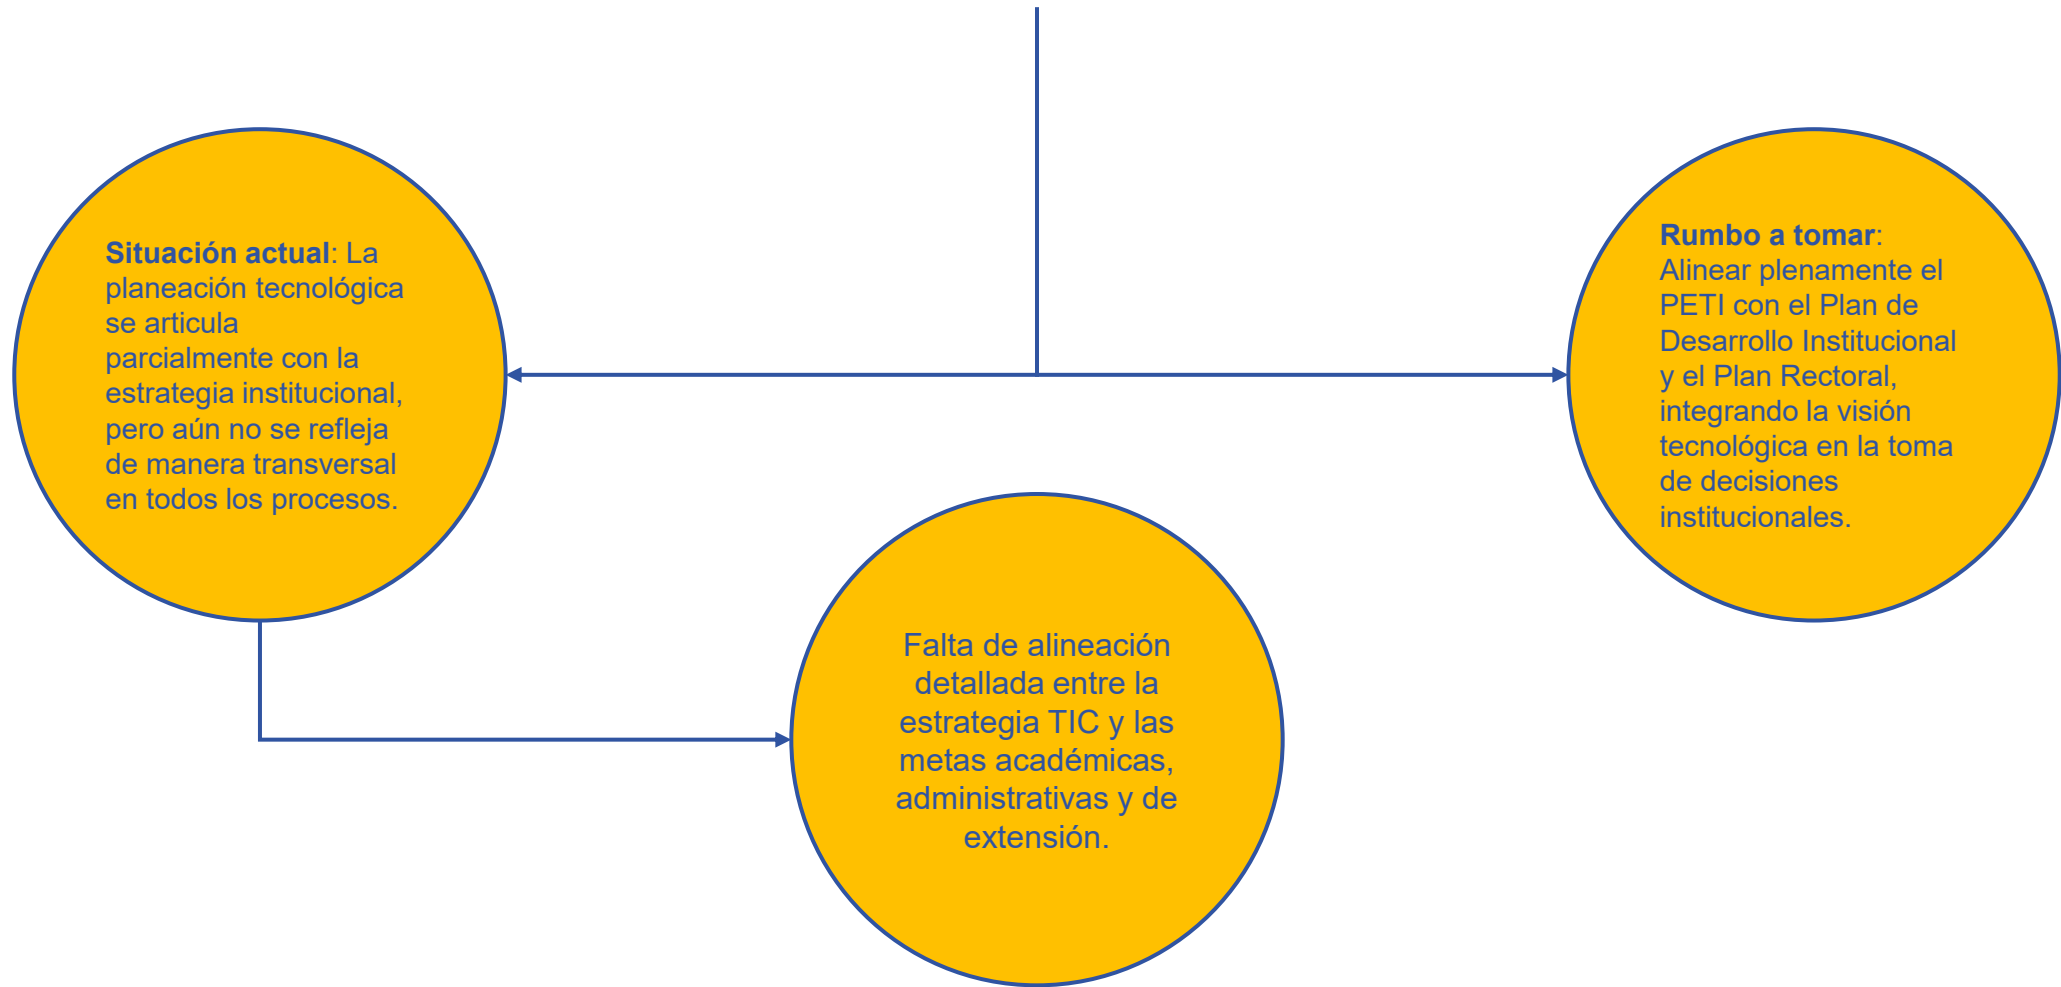 Situación actual: La
planeación tecnológica
se articula
parcialmente con la
estrategia institucional,
pero aún no se refleja
de manera transversal
en todos los procesos.
Rumbo a tomar:
Alinear plenamente el
PETI con el Plan de
Desarrollo Institucional
y el Plan Rectoral,
integrando la visión
tecnológica en la toma
de decisiones
institucionales.
Falta de alineación
detallada entre la
estrategia TIC y las
metas académicas,
administrativas y de
extensión.